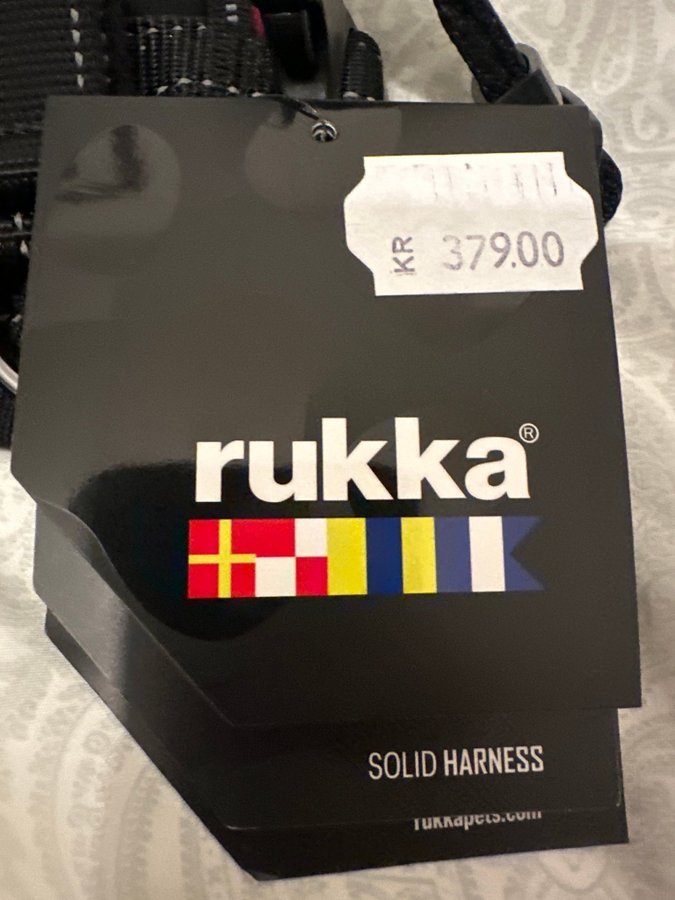 KR 379.00
rukka®
SOLID HARNESS
rukkapets.com